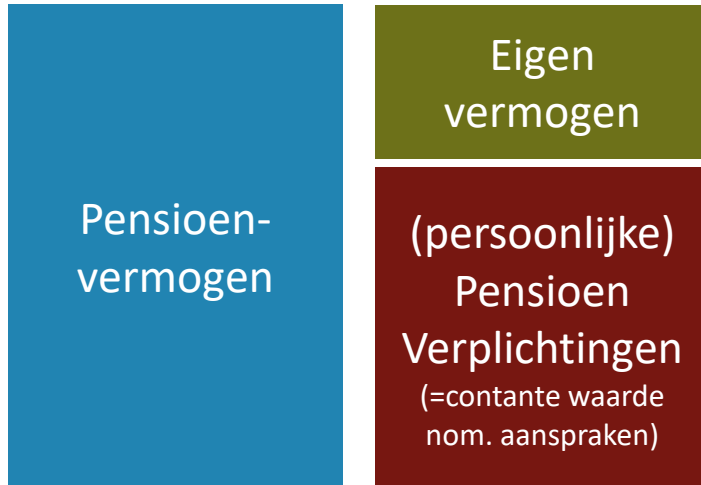 Pensioen-
vermogen
Eigen
vermogen
(persoonlijke)
Pensioen
Verplichtingen
(=contante waarde
nom. aanspraken)